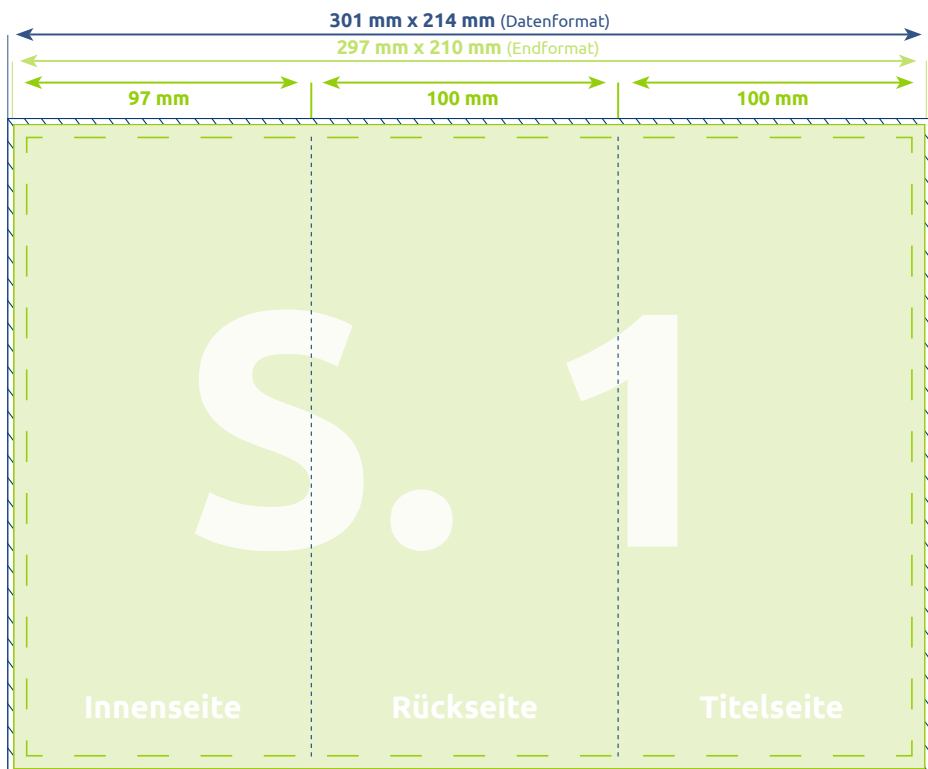 301 mm x 214 mm (Datenformat)
297 mm x 210 mm (Endformat)
97 mm 100 mm 100 mm
S. 1
Innenseite Rückseite Titelseite